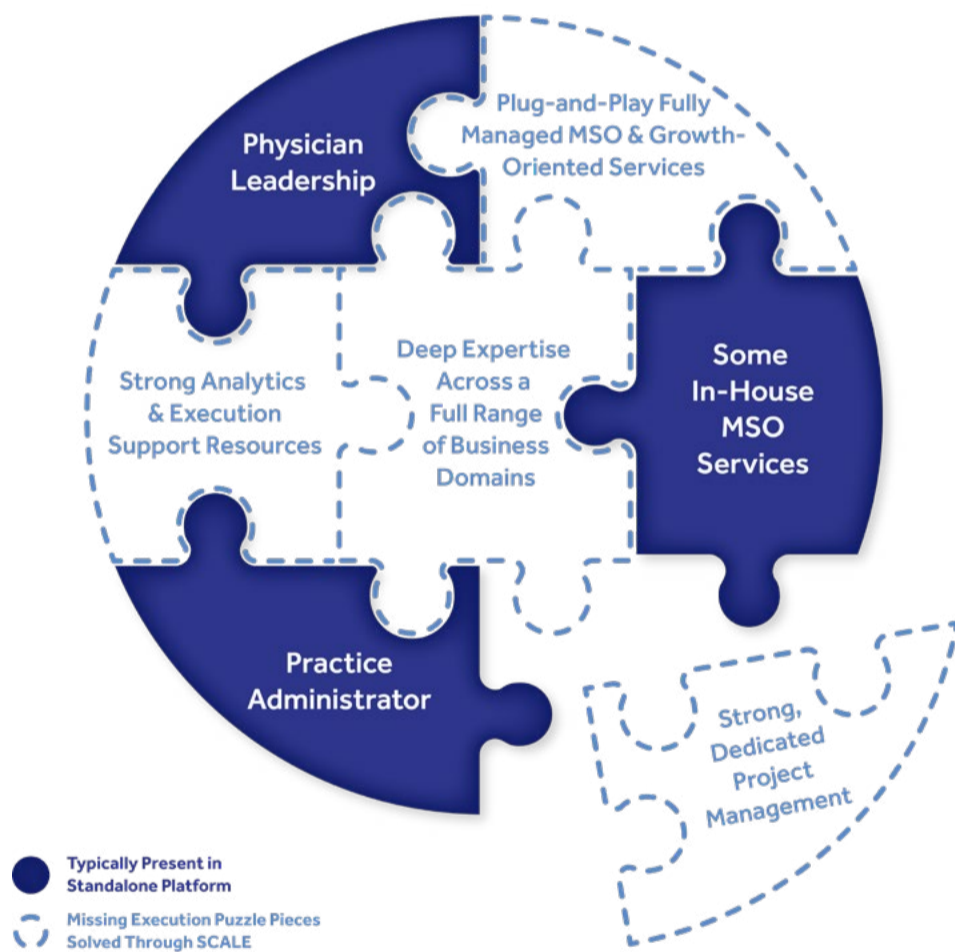 Physician
Leadership
Plug-and-Play Fully
Managed MSO & Growth-
Oriented Services
Strong Analytics
& Execution
Support Resources
Deep Expertise
Across a
Full Range
of Business
Domains
Some
In-House
MSO
Services
Practice
Administrator
Strong,
Dedicated
Project
Management
Typically Present in
Standalone Platform
Missing Execution Puzzle Pieces
Solved Through SCALE